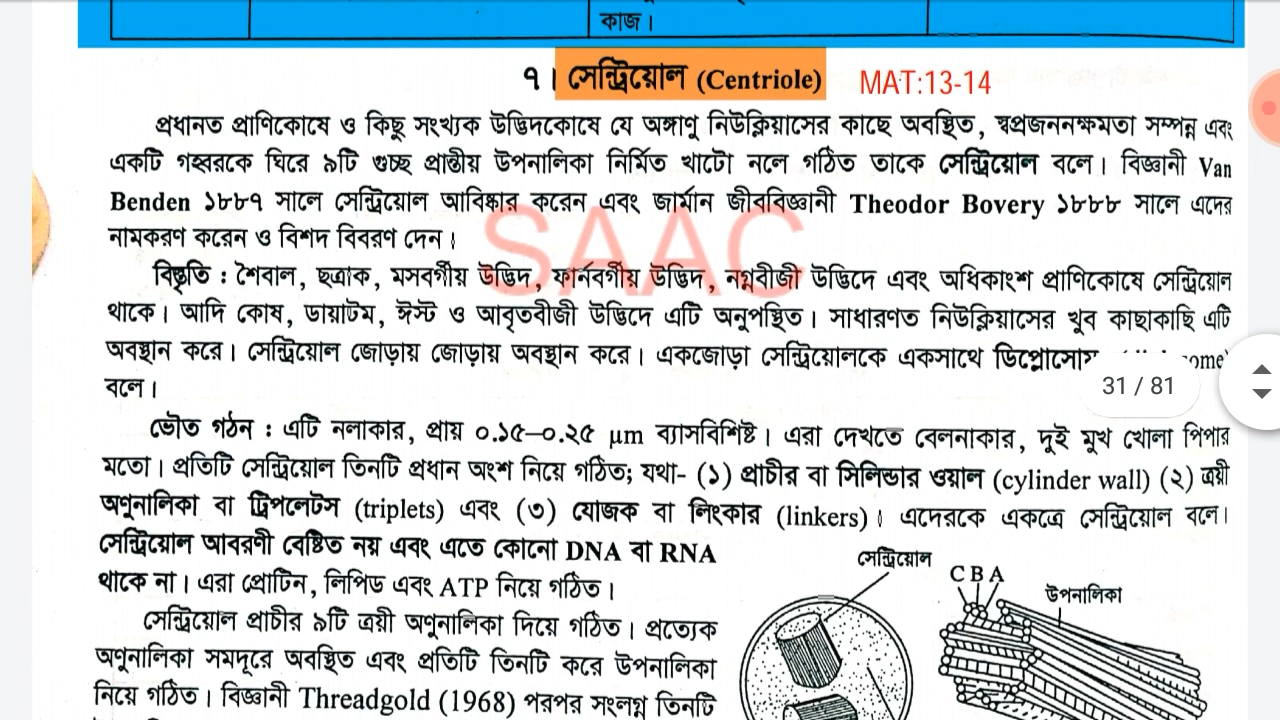 কাজ।
৭। সেন্ট্রিয়োল (Centriole) MAT:13-14
প্রধানত প্রাণিকোষে ও কিছু সংখ্যক উদ্ভিদকোষে যে অঙ্গাণু নিউক্লিয়াসের কাছে অবস্থিত, স্বপ্রজননক্ষমতা সম্পন্ন এবং
একটি গহ্বরকে ঘিরে ৯টি গুচ্ছ প্রান্তীয় উপনালিকা নির্মিত খাটো নলে গঠিত তাকে সেন্ট্রিয়োল বলে। বিজ্ঞানী Van
Benden ১৮৮৭ সালে সেন্ট্রিয়োল আবিষ্কার করেন এবং জার্মান জীববিজ্ঞানী Theodor Bovery ১৮৮৮ সালে এদের
নামকরণ করেন ও বিশদ বিবরণ দেন।
SAAC
বিস্তৃতি : শৈবাল, ছত্রাক, মসবর্গীয় উদ্ভিদ, ফার্নবর্গীয় উদ্ভিদ, নগ্নবীজী উদ্ভিদে এবং অধিকাংশ প্রাণিকোষে সেন্ট্রিয়োল
থাকে। আদি কোষ, ডায়াটম, ঈস্ট ও আবৃতবীজী উদ্ভিদে এটি অনুপস্থিত। সাধারণত নিউক্লিয়াসের খুব কাছাকাছি এটি
অবস্থান করে। সেন্ট্রিয়োল জোড়ায় জোড়ায় অবস্থান করে। একজোড়া সেন্ট্রিয়োলকে একসাথে
বলে।
31 / 81
ভৌত গঠন : এটি নলাকার, প্রায় ০.১৫–০.২৫ µm ব্যাসবিশিষ্ট। এরা দেখতে বেলনাকার, দুই মুখ খোলা পিপার
মতো। প্রতিটি সেন্ট্রিয়োল তিনটি প্রধান অংশ নিয়ে গঠিত; যথা- (১) প্রাচীর বা সিলিন্ডার ওয়াল (cylinder wall) (২) ত্রয়ী
অণুনালিকা বা ট্রিপলেটস (triplets) এবং (৩) যোজক বা লিংকার (linkers)। এদেরকে একত্রে সেন্ট্রিয়োল বলে।
সেন্ট্রিয়োল আবরণী বেষ্টিত নয় এবং এতে কোনো DNA বা RNA
থাকে না। এরা প্রোটিন, লিপিড এবং ATP নিয়ে গঠিত।
সেন্ট্রিয়োল প্রাচীর ৯টি ত্রয়ী অণুনালিকা দিয়ে গঠিত। প্রত্যেক
অণুনালিকা সমদূরে অবস্থিত এবং প্রতিটি তিনটি করে উপনালিকা
নিয়ে গঠিত। বিজ্ঞানী Threadgold (1968) পরপর সংলগ্ন তিনটি
সেন্ট্রিয়োল
C B A
উপনালিকা